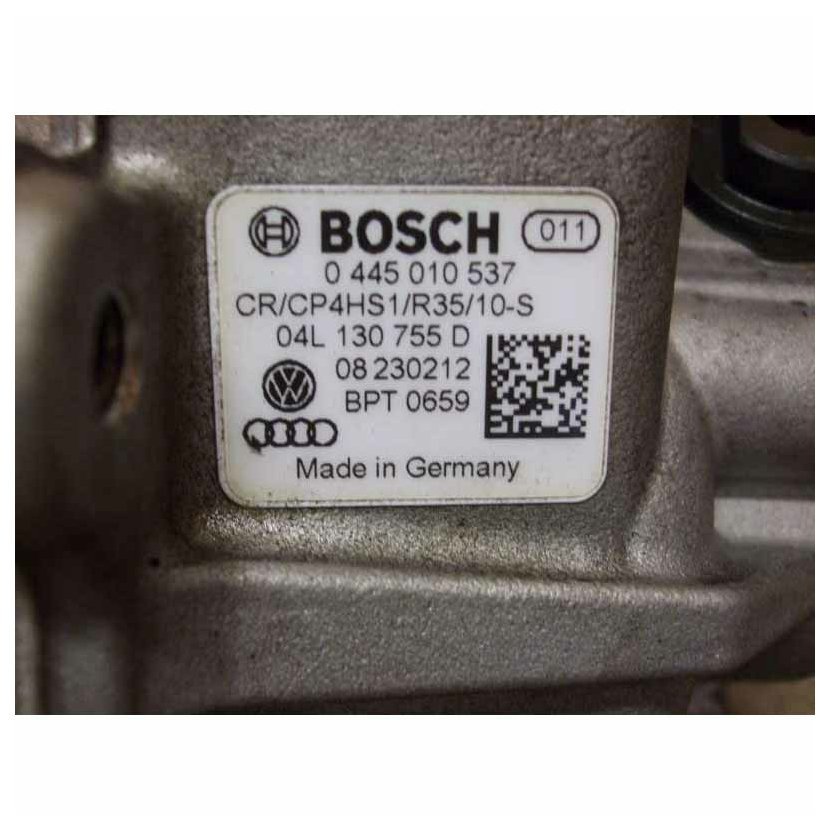 BOSCH 011
0 445 010 537
CR/CP4HS1/R35/10-S
04L 130 755 D
08 230212
BPT 0659
Made in Germany